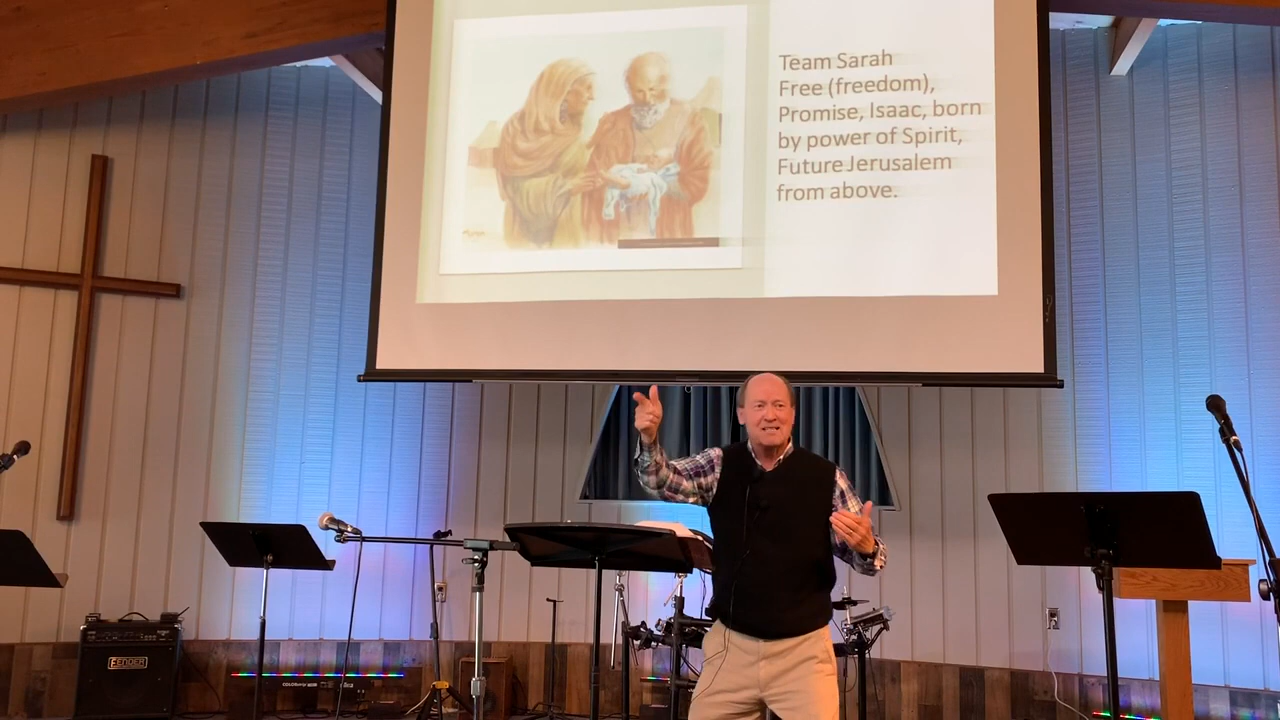 Team Sarah
Free (freedom),
Promise, Isaac, born
by power of Spirit,
Future Jerusalem
from above.
Fender